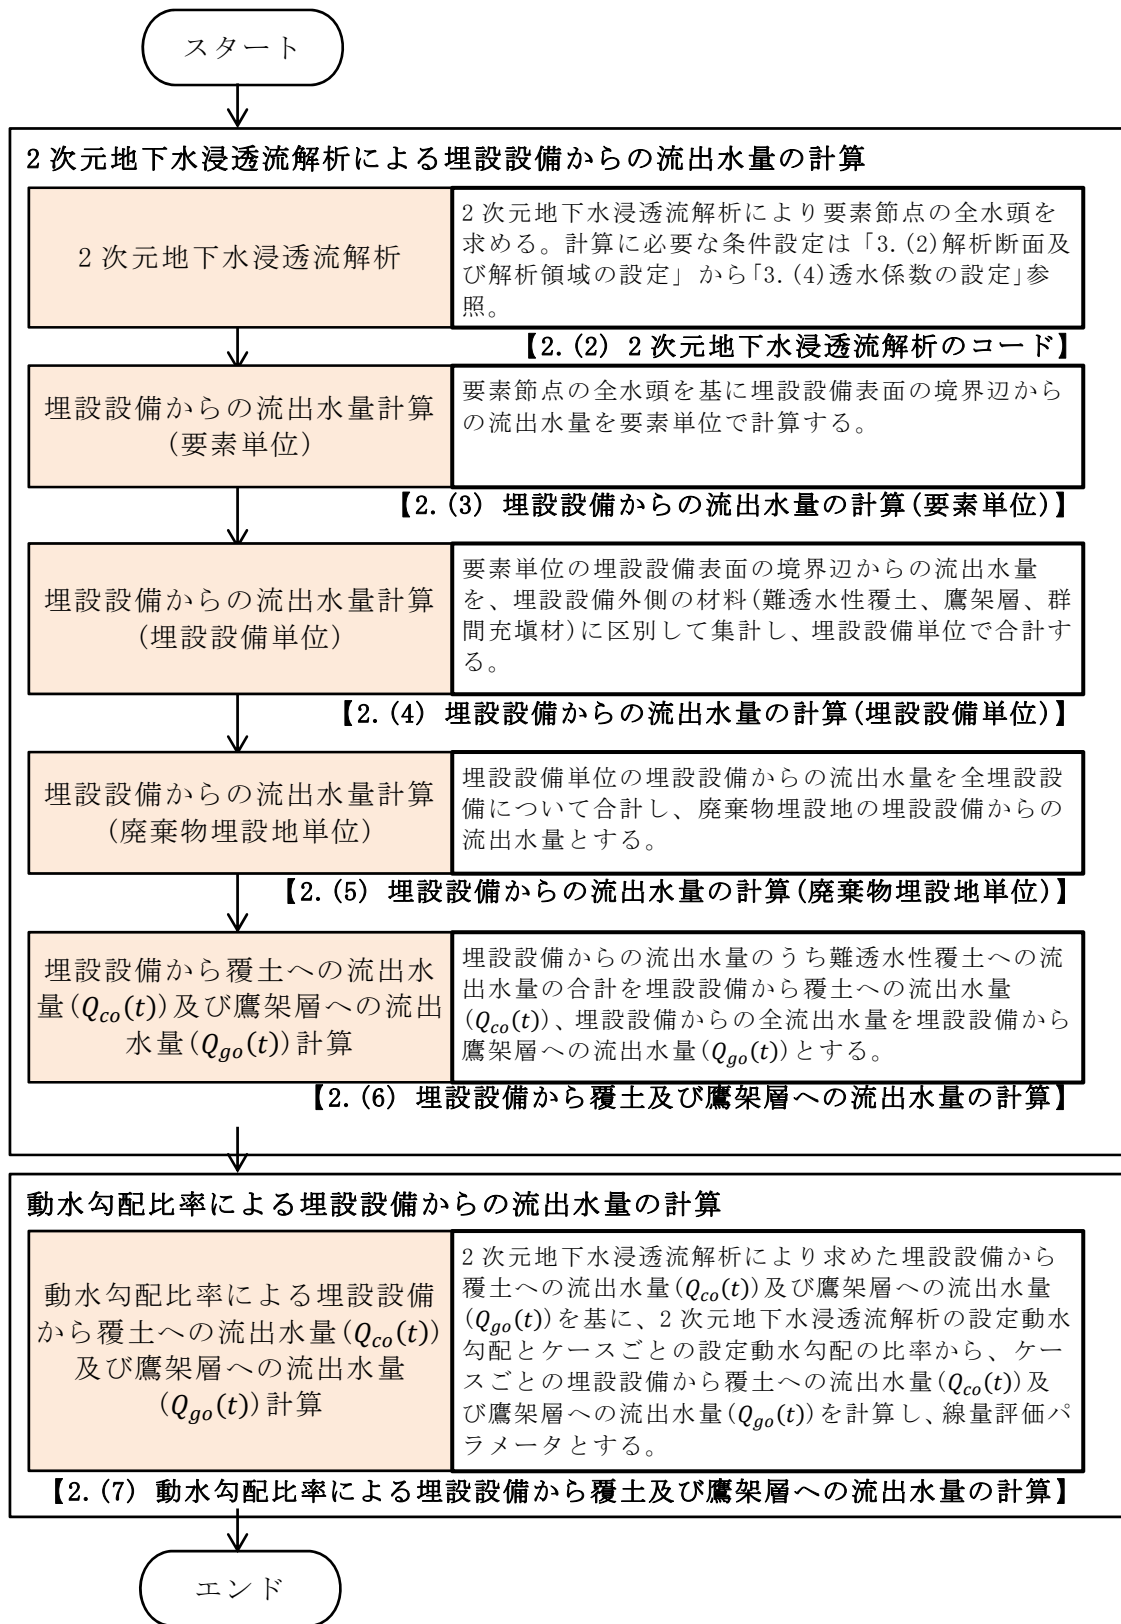 スタート
2次元地下水浸透流解析による埋設設備からの流出水量の計算
2次元地下水浸透流解析
2次元地下水浸透流解析により要素節点の全水頭を
求める。計算に必要な条件設定は「3.(2)解析断面及
び解析領域の設定」から「3.(4)透水係数の設定」参
照。
【2.(2) 2次元地下水浸透流解析のコード】
埋設設備からの流出水量計算
(要素単位)
要素節点の全水頭を基に埋設設備表面の境界辺から
の流出水量を要素単位で計算する。
【2.(3) 埋設設備からの流出水量の計算(要素単位)】
埋設設備からの流出水量計算
(埋設設備単位)
要素単位の埋設設備表面の境界辺からの流出水量
を、埋設設備外側の材料(難透水性覆土、鷹架層、群
間充塡材)に区別して集計し、埋設設備単位で合計す
る。
【2.(4) 埋設設備からの流出水量の計算(埋設設備単位)】
埋設設備からの流出水量計算
(廃棄物埋設地単位)
埋設設備単位の埋設設備からの流出水量を全埋設設
備について合計し、廃棄物埋設地の埋設設備からの
流出水量とする。
【2.(5) 埋設設備からの流出水量の計算(廃棄物埋設地単位)】
埋設設備から覆土への流出水
量(Qco(t))及び鷹架層への流出
水量(Qgo(t))計算
埋設設備からの流出水量のうち難透水性覆土への流
出水量の合計を埋設設備から覆土への流出水量
(Qco(t))、埋設設備からの全流出水量を埋設設備から
鷹架層への流出水量(Qgo(t))とする。
【2.(6) 埋設設備から覆土及び鷹架層への流出水量の計算】
動水勾配比率による埋設設備からの流出水量の計算
動水勾配比率による埋設設備
から覆土への流出水量(Qco(t))
及び鷹架層への流出水量
(Qgo(t))計算
2次元地下水浸透流解析により求めた埋設設備から
覆土への流出水量(Qco(t))及び鷹架層への流出水量
(Qgo(t))を基に、2次元地下水浸透流解析の設定動水
勾配とケースごとの設定動水勾配の比率から、ケー
スごとの埋設設備から覆土への流出水量(Qco(t))及
び鷹架層への流出水量(Qgo(t))を計算し、線量評価パ
ラメータとする。
【2.(7) 動水勾配比率による埋設設備から覆土及び鷹架層への流出水量の計算】
エンド